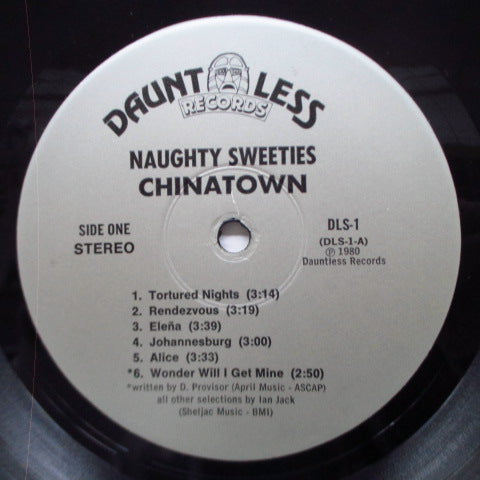 DAUNTLESS
RECORDS
NAUGHTY SWEETIES
CHINATOWN
SIDE ONE
STEREO
DLS-1
(DLS-1-A)
℗ 1980
Dauntless Records
1. Tortured Nights (3:14)
2. Rendezvous (3:19)
3. Eleña (3:39)
4. Johannesburg (3:00)
5. Alice (3:33)
*6. Wonder Will I Get Mine (2:50)
*written by D. Provisor (April Music - ASCAP)
all other selections by Ian Jack
(Sheljac Music - BMI)